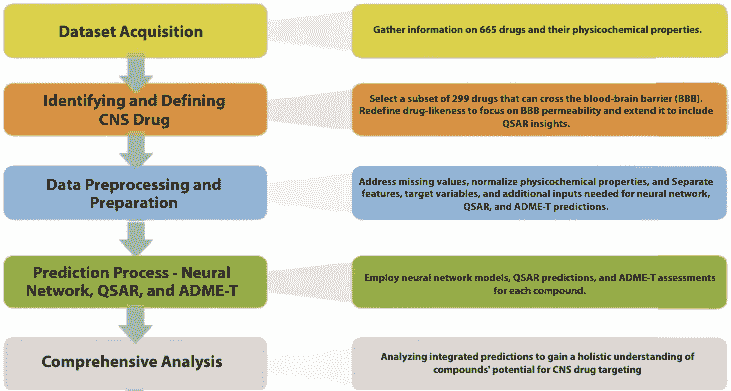 Dataset Acquisition
Gather information on 665 drugs and their physicochemical properties.
Identifying and Defining
CNS Drug
Select a subset of 299 drugs that can cross the blood-brain barrier (BBB).
Redefine drug-likeness to focus on BBB permeability and extend it to include
QSAR insights.
Data Preprocessing and
Preparation
Address missing values, normalize physicochemical properties, and Separate
features, target variables, and additional inputs needed for neural network,
QSAR, and ADME-T predictions.
Prediction Process - Neural
Network, QSAR, and ADME-T
Employ neural network models, QSAR predictions, and ADME-T assessments
for each compound.
Comprehensive Analysis
Analyzing integrated predictions to gain a holistic understanding of
compounds' potential for CNS drug targeting